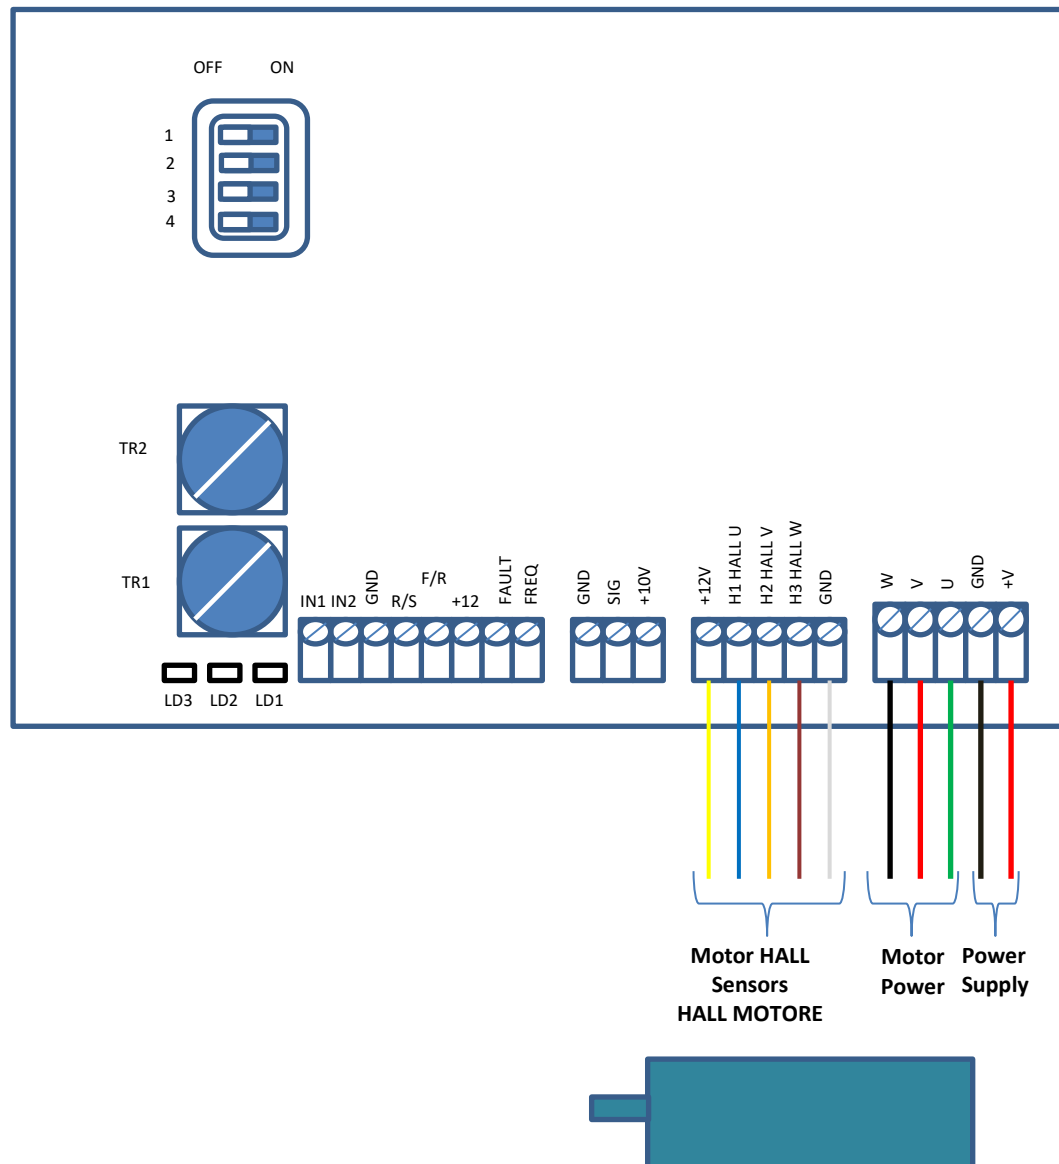 OFF ON
1
2
3
4
TR2
TR1
IN1 IN2 GND R/S F/R +12 FAULT FREQ
GND SIG +10V
+12V H1 HALL U H2 HALL V H3 HALL W GND
W V U GND +V
LD3 LD2 LD1
Motor HALL
Sensors
HALL MOTORE
Motor
Power
Power
Supply